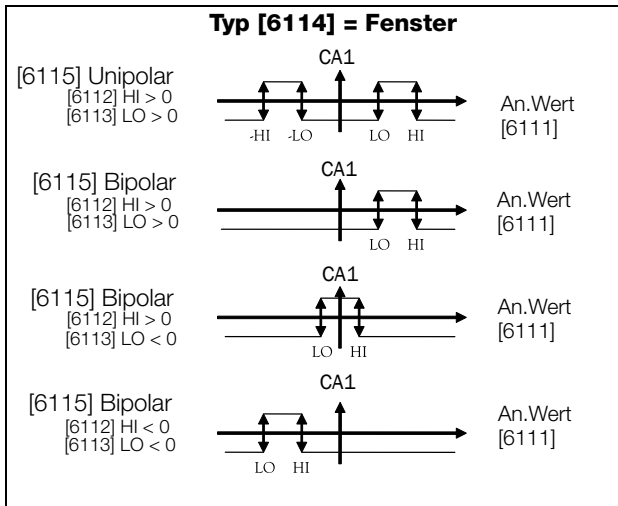 Typ [6114] = Fenster
CA1
[6115] Unipolar
[6112] HI > 0
[6113] LO > 0
-HI -LO LO HI
An.Wert
[6111]
CA1
[6115] Bipolar
[6112] HI > 0
[6113] LO > 0
LO HI
An.Wert
[6111]
CA1
[6115] Bipolar
[6112] HI > 0
[6113] LO < 0
LO HI
An.Wert
[6111]
CA1
[6115] Bipolar
[6112] HI < 0
[6113] LO < 0
LO HI
An.Wert
[6111]